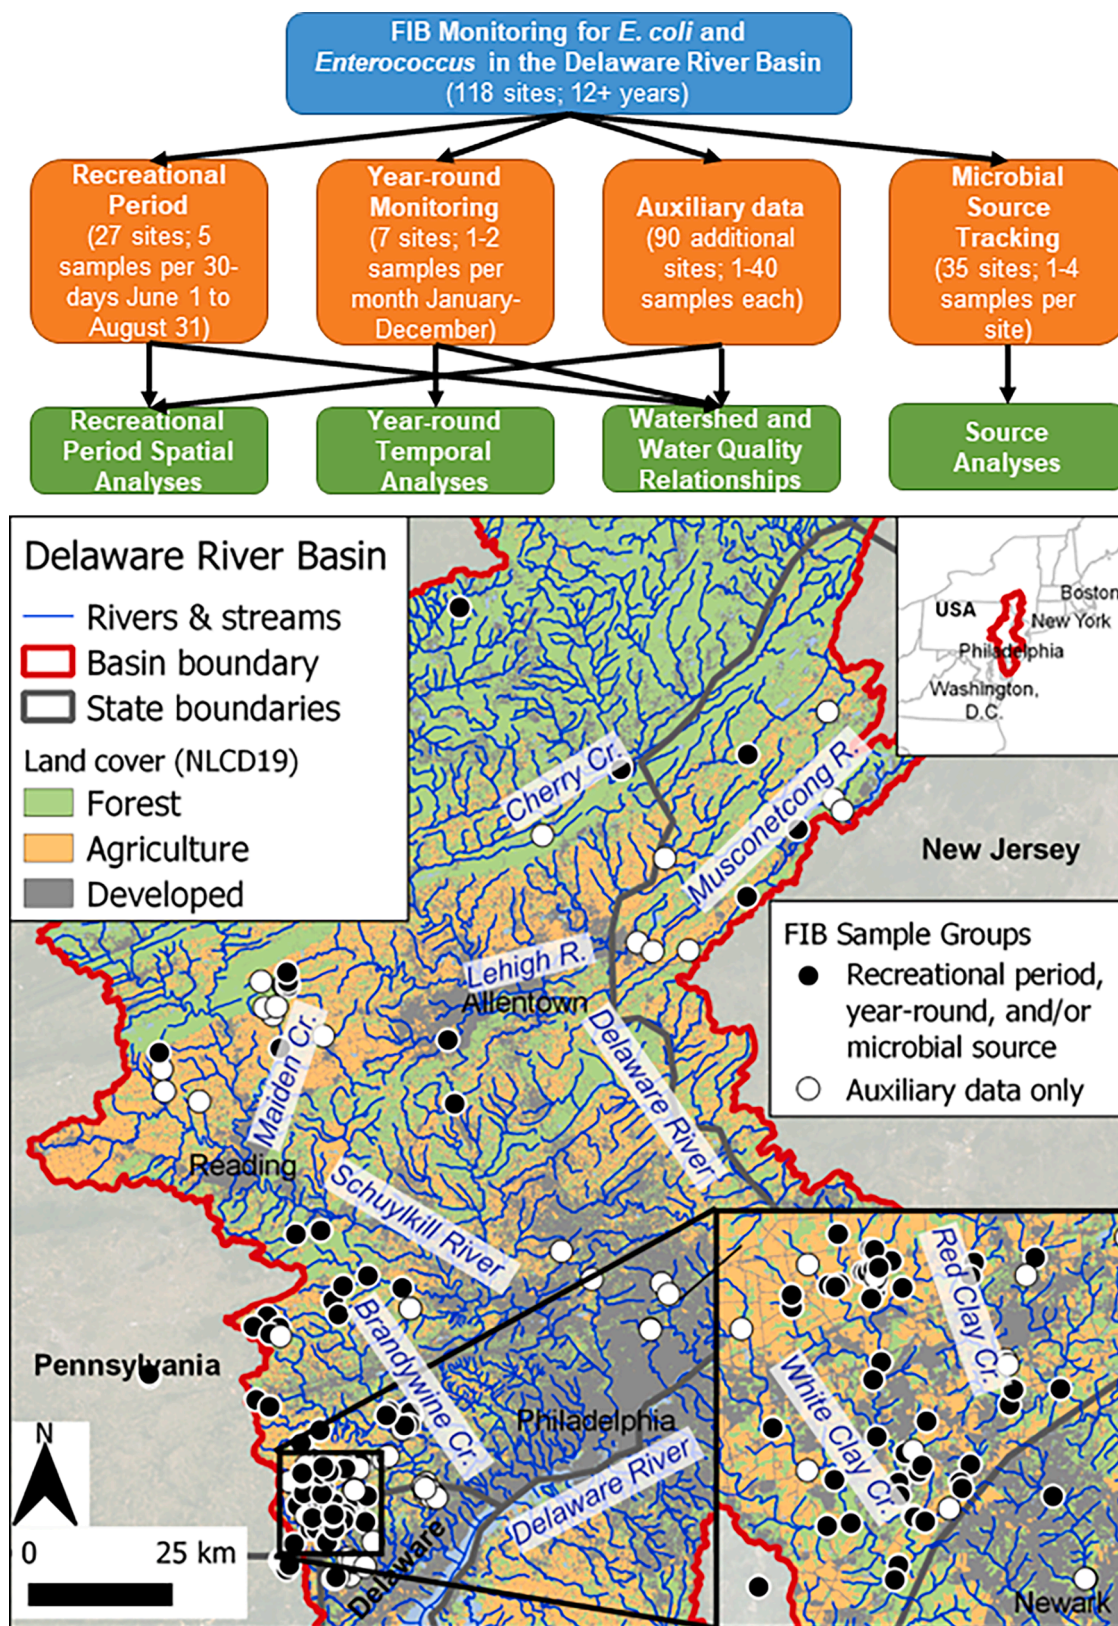 FIB Monitoring for E. coli and
Enterococcus in the Delaware River Basin
(118 sites; 12+ years)
Recreational
Period
(27 sites; 5
samples per 30-
days June 1 to
August 31)
Year-round
Monitoring
(7 sites; 1-2
samples per
month January-
December)
Auxiliary data
(90 additional
sites; 1-40
samples each)
Microbial
Source
Tracking
(35 sites; 1-4
samples per
site)
Recreational
Period Spatial
Analyses
Year-round
Temporal
Analyses
Watershed and
Water Quality
Relationships
Source
Analyses
Delaware River Basin
Rivers & streams
Basin boundary
State boundaries
Land cover (NLCD19)
Forest
Agriculture
Developed
USA
Boston
New York
Philadelphia
Washington,
D.C.
Cherry Cr.
Musconetcong R.
New Jersey
FIB Sample Groups
Recreational period,
year-round, and/or
microbial source
Auxiliary data only
Lehigh R.
Allentown
Maiden Cr.
Delaware River
Reading
Schuylkill River
Brandywine Cr.
Pennsylvania
Philadelphia
Delaware River
Delaware
N
0 25 km
Red Clay Cr.
White Clay Cr.
Newark